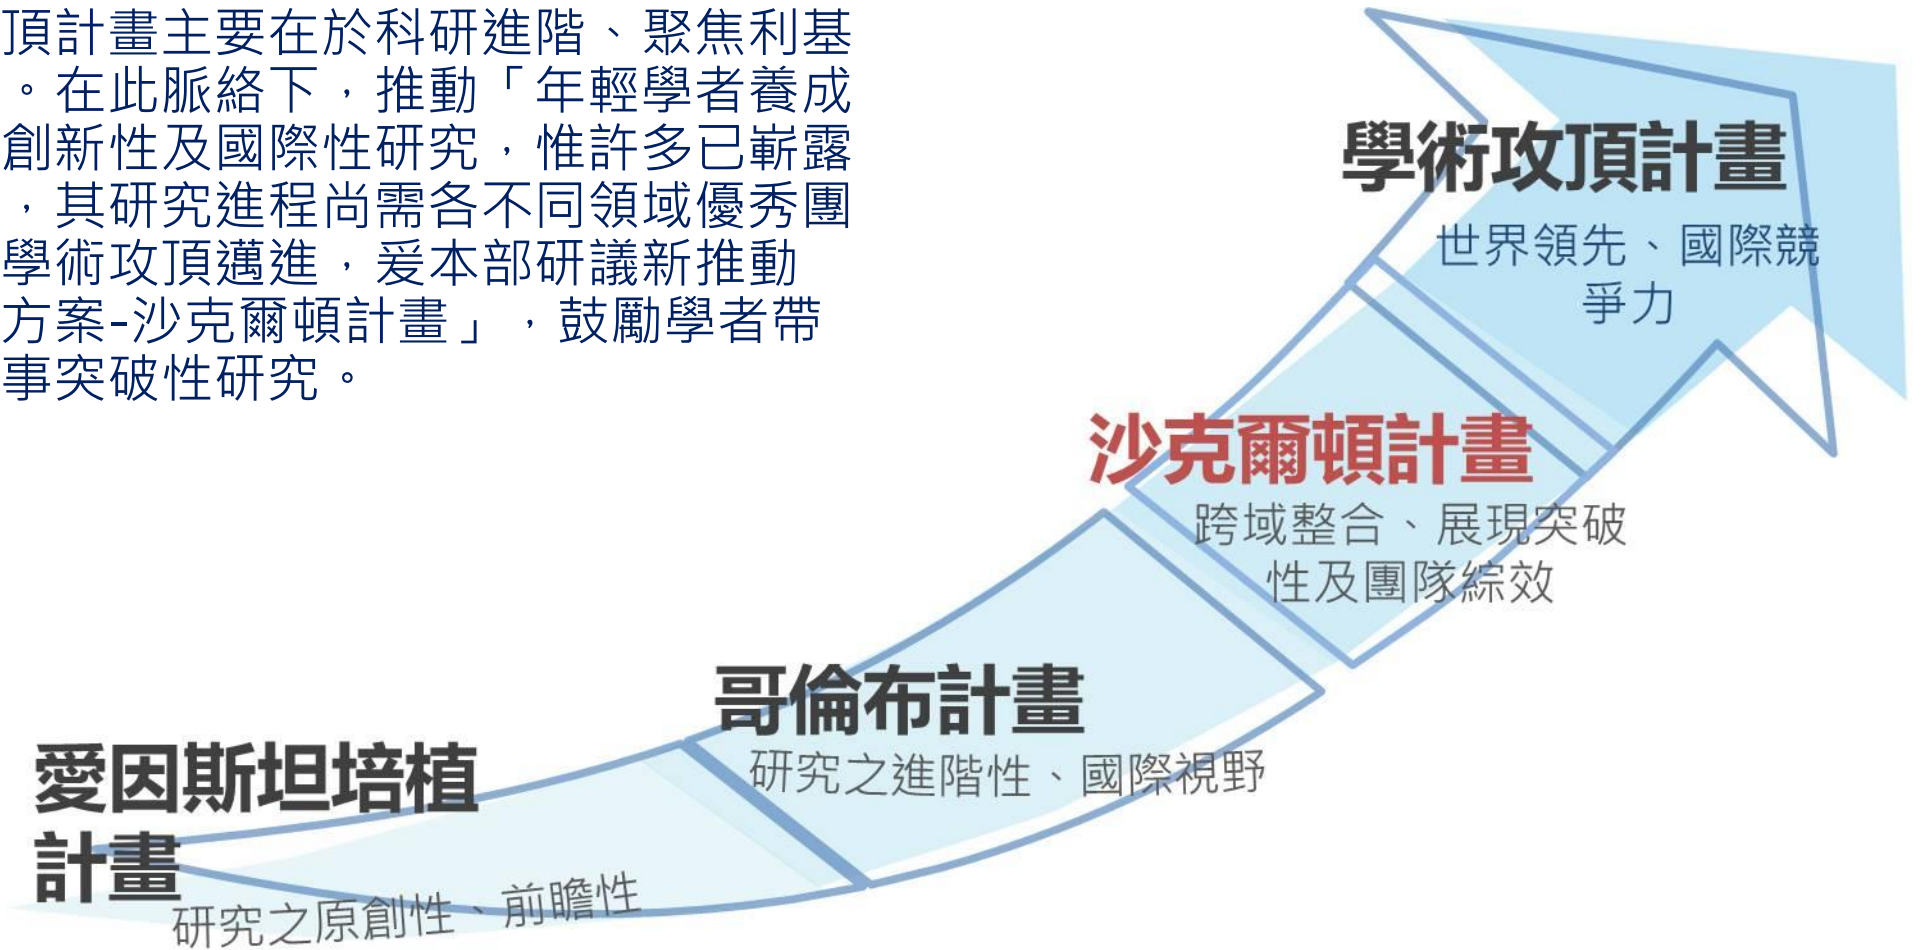 頂計畫主要在於科研進階、聚焦利基
。在此脈絡下，推動「年輕學者養成
創新性及國際性研究，惟許多已嶄露
，其研究進程尚需各不同領域優秀團
學術攻頂邁進，爰本部研議新推動
方案-沙克爾頓計畫」，鼓勵學者帶
事突破性研究。
學術攻頂計畫
世界領先、國際競
爭力
沙克爾頓計畫
跨域整合、展現突破
性及團隊綜效
哥倫布計畫
研究之進階性、國際視野
愛因斯坦培植
計畫
研究之原創性、前瞻性